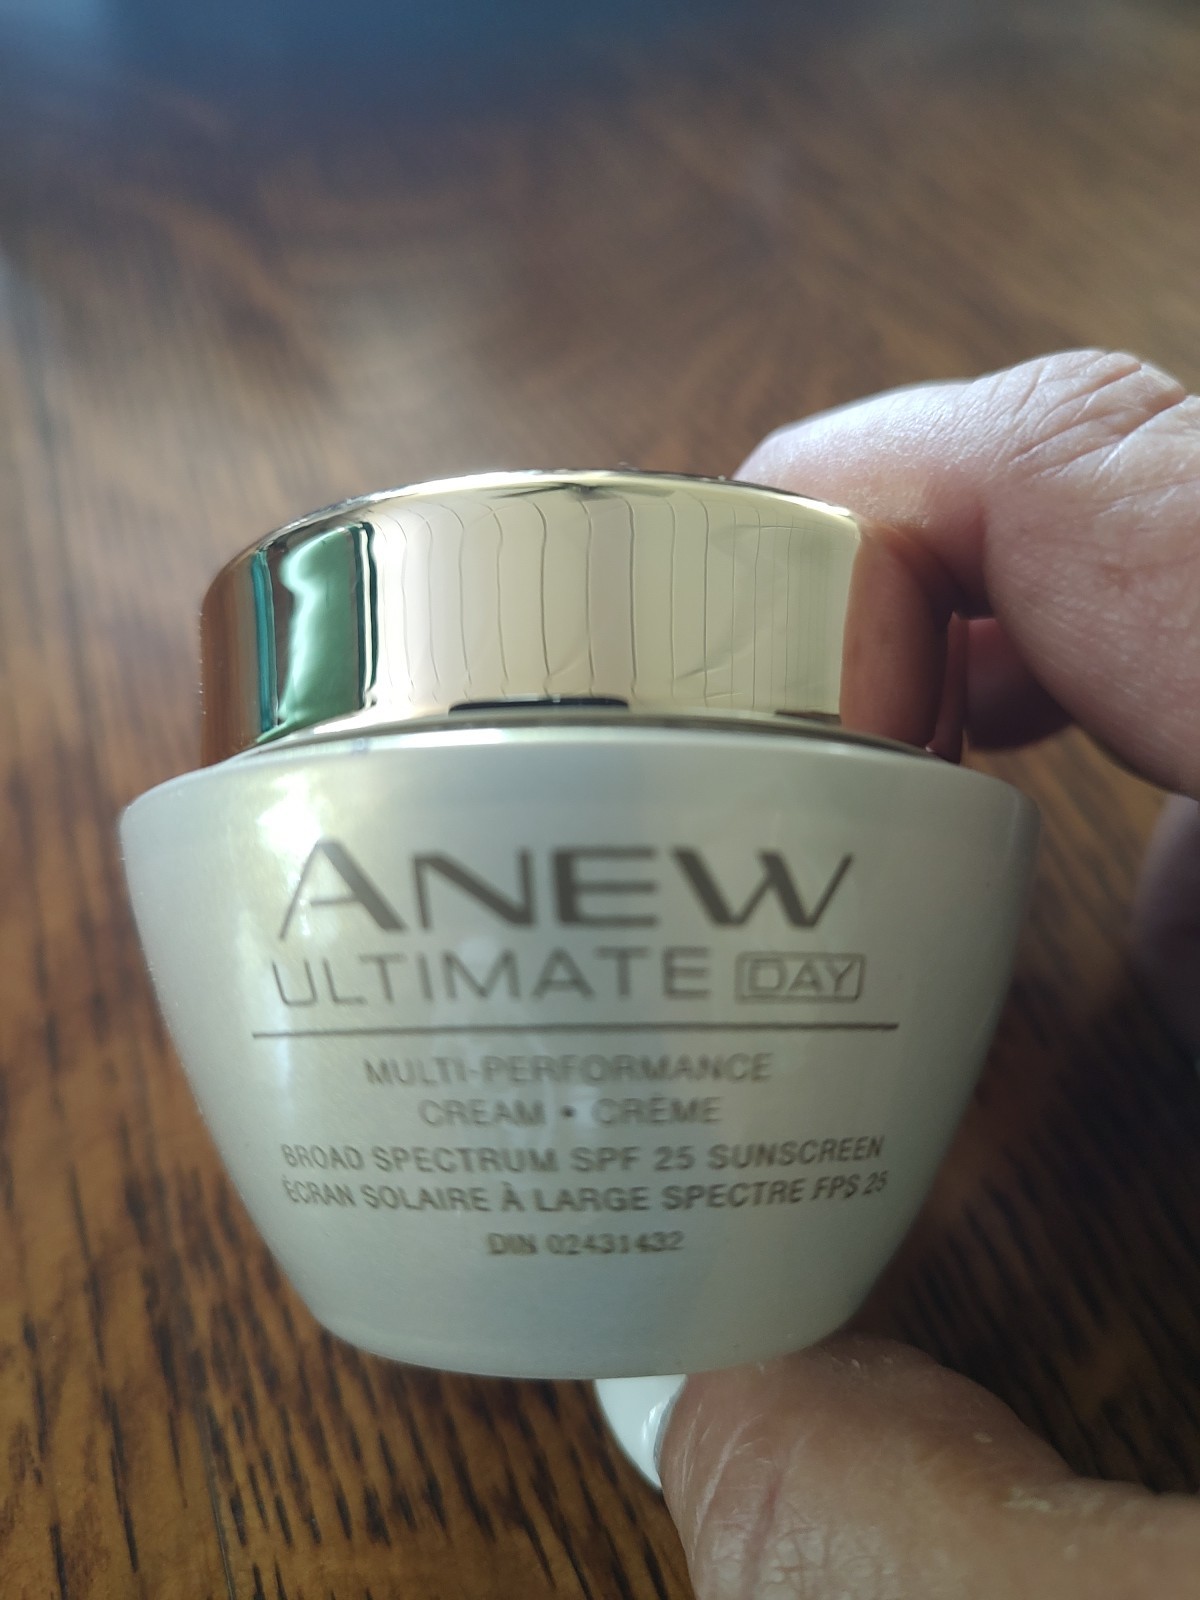 ANEW
ULTIMATE DAY
MULTI-PERFORMANCE
CREAM • CRÈME
BROAD SPECTRUM SPF 25 SUNSCREEN
ÉCRAN SOLAIRE À LARGE SPECTRE FPS 25
DIN 02431432